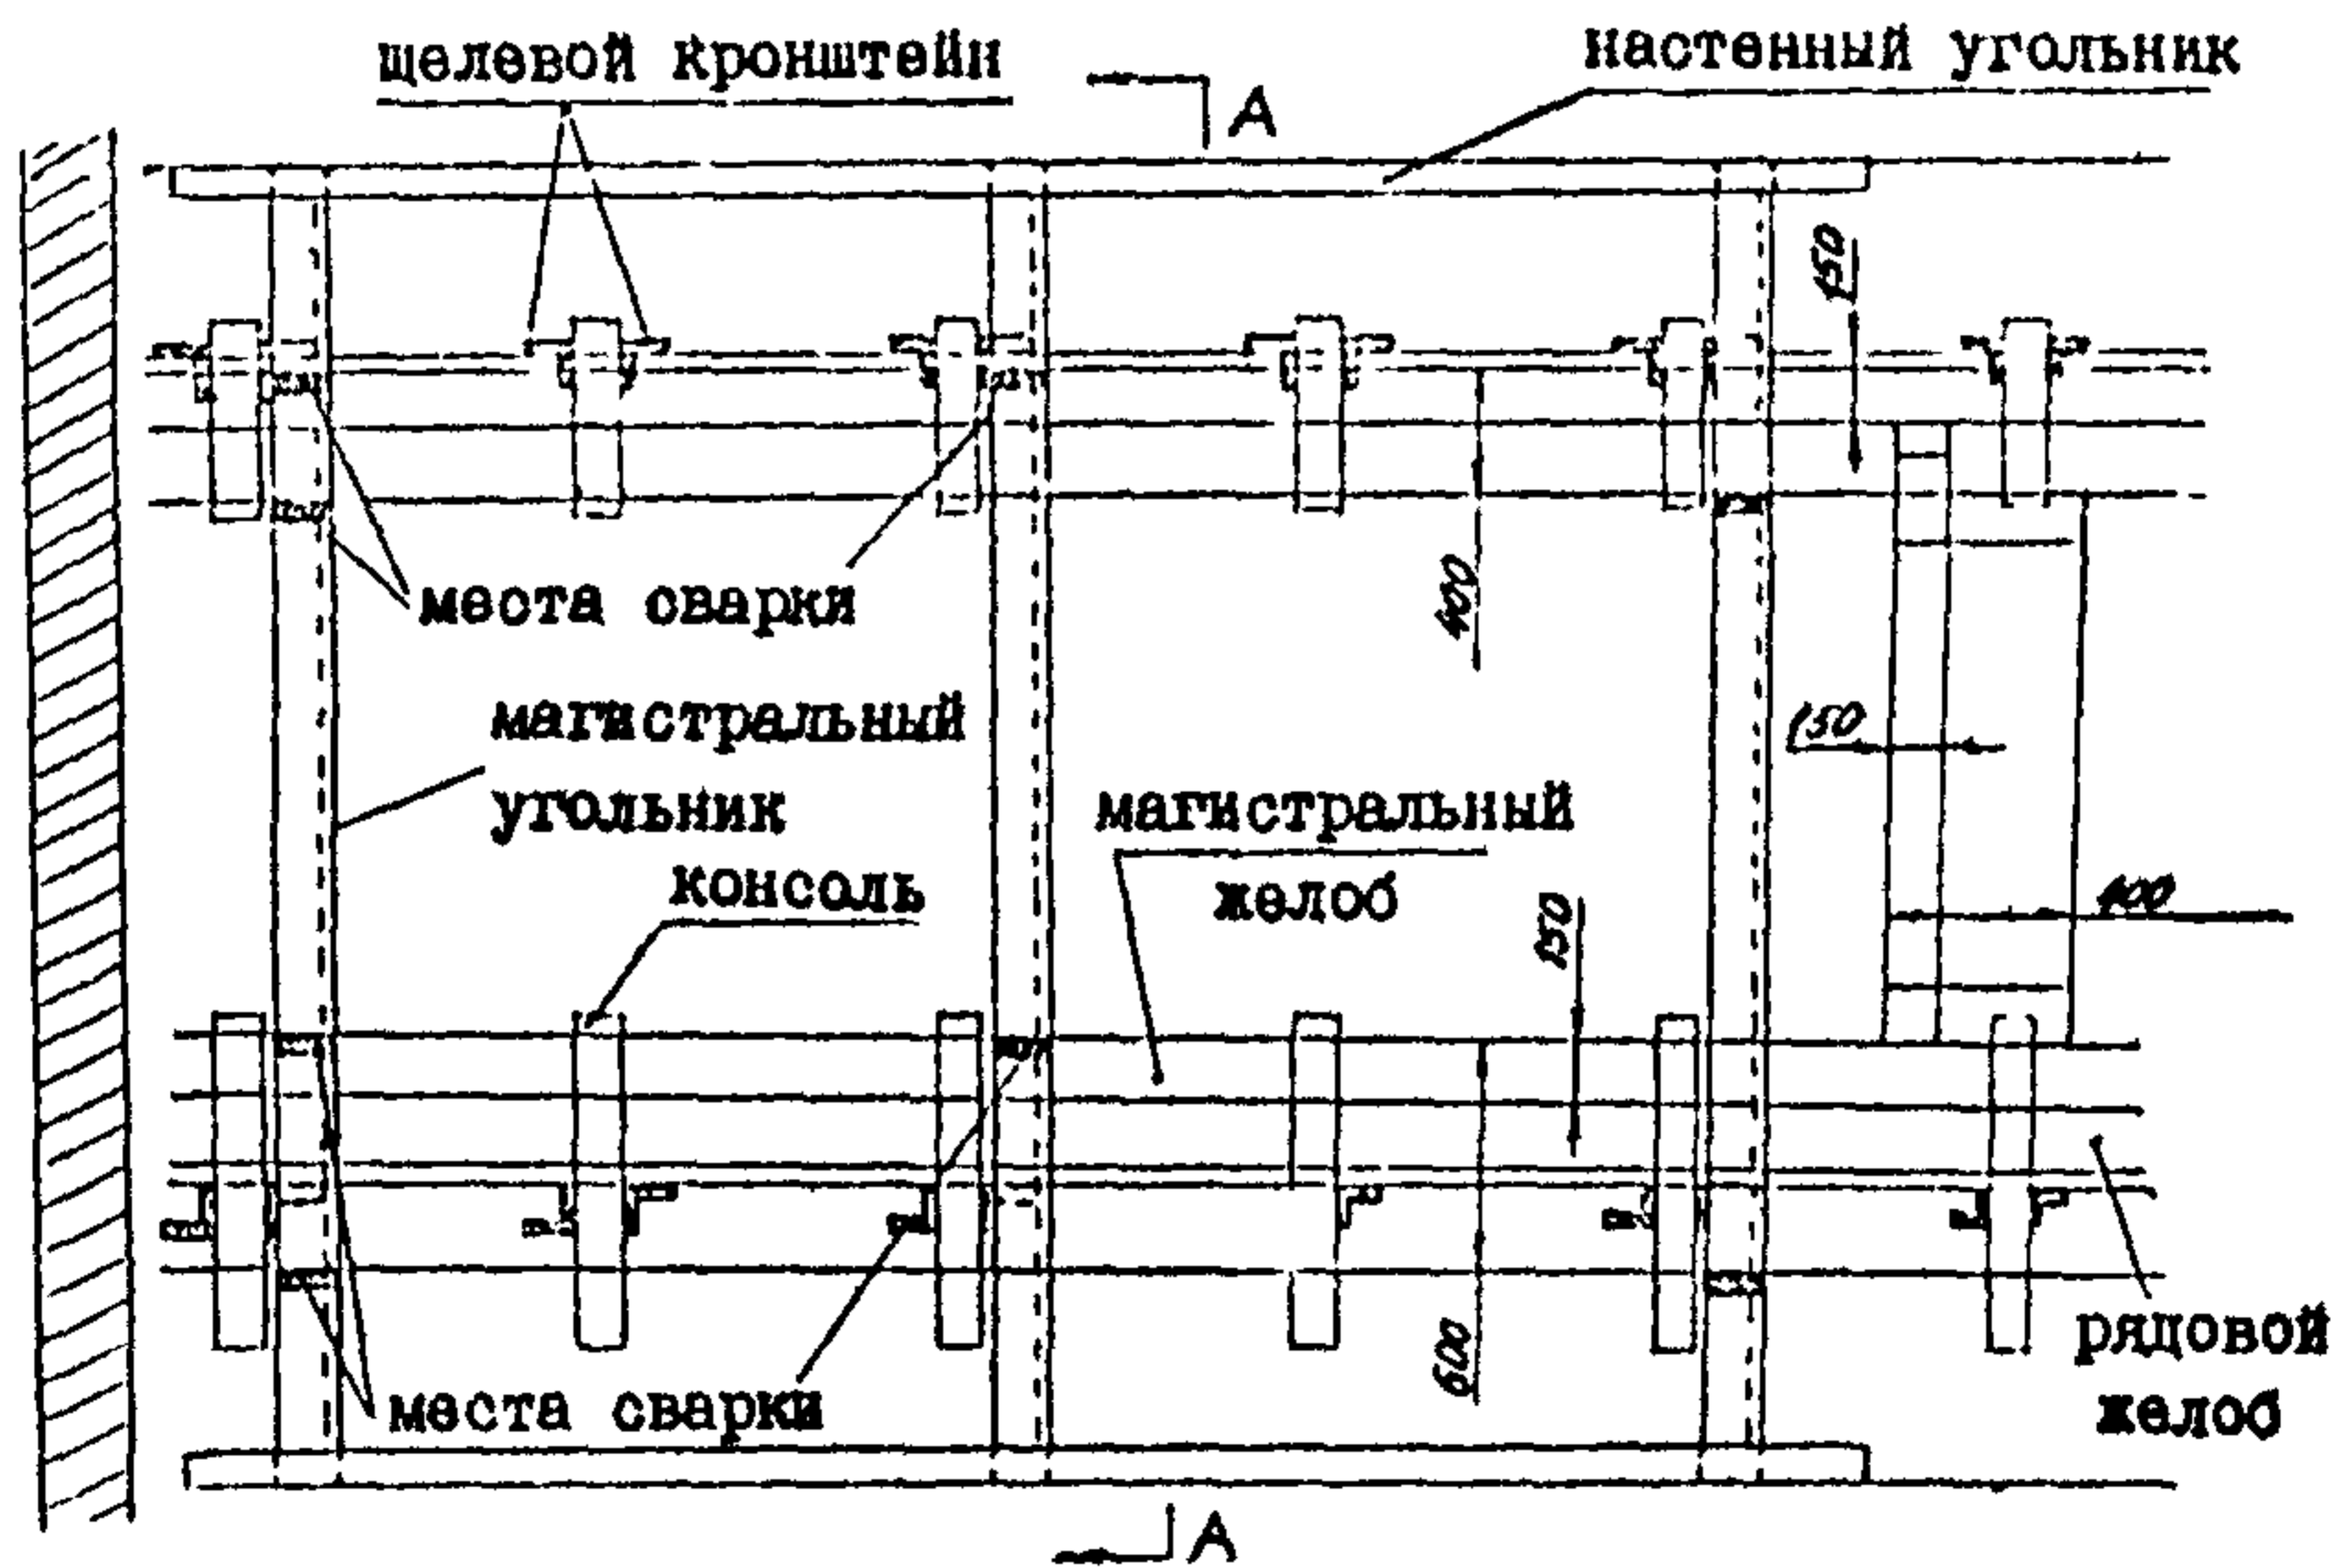 щелевой кронштейн
настенный угольник
А
150
400
места сварки
магистральный
угольник
150
консоль
магистральный
желоб
150
400
600
рядовой
желоб
места сварки
А